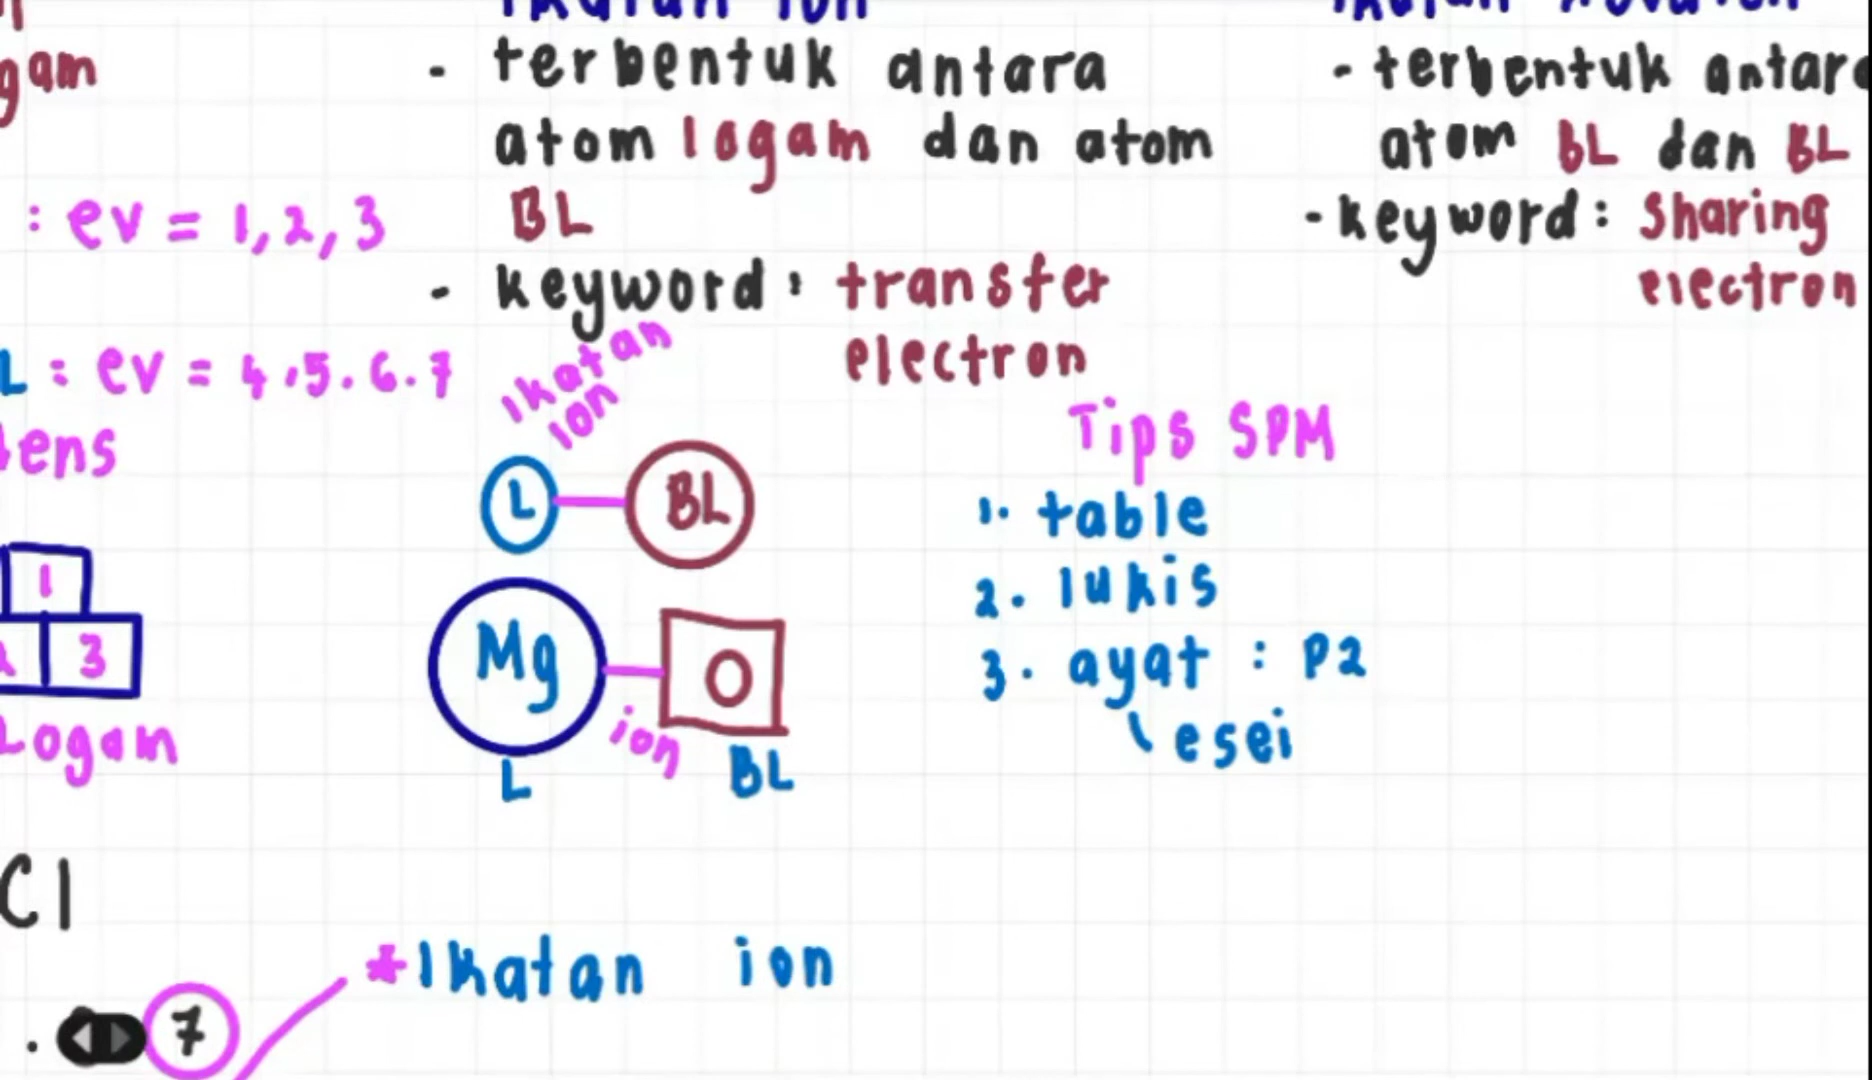 gam
: ev = 1,2,3
L : ev = 4.5.6.7
1
3
Logam
Cl
7
Ikatan ion
- terbentuk antara
atom logam dan atom
BL
- keyword : transfer
electron
Ikatan
ion
L
BL
Mg
O
ion
L
BL
*Ikatan ion
Tips SPM
1. table
2. lukis
3. ayat : P2
esei
- terbentuk
atom BL dan BL
- keyword : sharing
electron